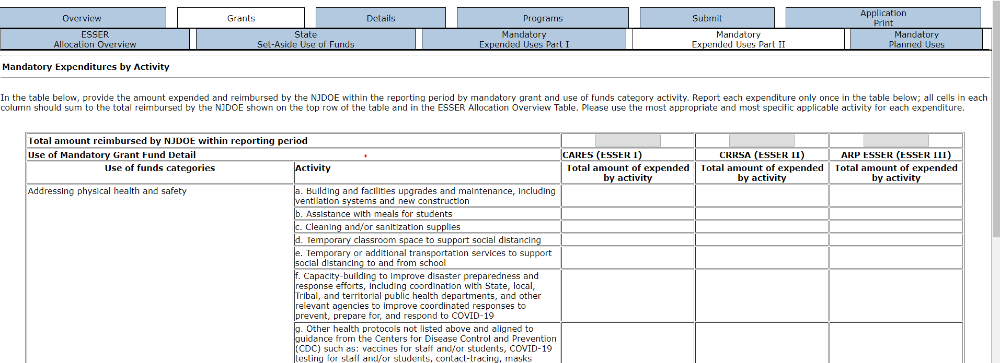 Overview
Grants
Details
Programs
Submit
Application
Print
ESSER
Allocation Overview
State
Set-Aside Use of Funds
Mandatory
Expended Uses Part I
Mandatory
Expended Uses Part II
Mandatory
Planned Uses
Mandatory Expenditures by Activity
In the table below, provide the amount expended and reimbursed by the NJDOE within the reporting period by mandatory grant and use of funds category activity. Report each expenditure only once in the table below; all cells in each
column should sum to the total reimbursed by the NJDOE shown on the top row of the table and in the ESSER Allocation Overview Table. Please use the most appropriate and most specific applicable activity for each expenditure.
Total amount reimbursed by NJDOE within reporting period
Use of Mandatory Grant Fund Detail
CARES (ESSER I)
CRRSA (ESSER II)
ARP ESSER (ESSER III)
Use of funds categories
Activity
Total amount of expended
by activity
Total amount of expended
by activity
Total amount of expended
by activity
Addressing physical health and safety
a. Building and facilities upgrades and maintenance, including
ventilation systems and new construction
b. Assistance with meals for students
c. Cleaning and/or sanitization supplies
d. Temporary classroom space to support social distancing
e. Temporary or additional transportation services to support
social distancing to and from school
f. Capacity-building to improve disaster preparedness and
response efforts, including coordination with State, local,
Tribal, and territorial public health departments, and other
relevant agencies to improve coordinated responses to
prevent, prepare for, and respond to COVID-19
g. Other health protocols not listed above and aligned to
guidance from the Centers for Disease Control and Prevention
(CDC) such as: vaccines for staff and/or students, COVID-19
testing for staff and/or students, contact-tracing, masks